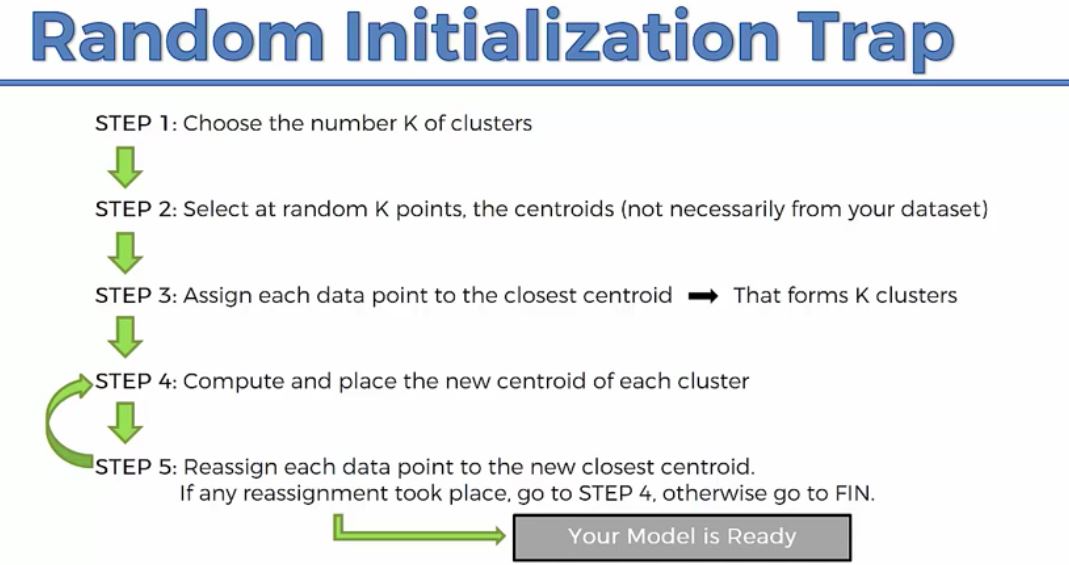 Random Initialization Trap
STEP 1: Choose the number K of clusters
STEP 2: Select at random K points, the centroids (not necessarily from your dataset)
STEP 3: Assign each data point to the closest centroid ➡ That forms K clusters
STEP 4: Compute and place the new centroid of each cluster
STEP 5: Reassign each data point to the new closest centroid.
If any reassignment took place, go to STEP 4, otherwise go to FIN.
Your Model is Ready